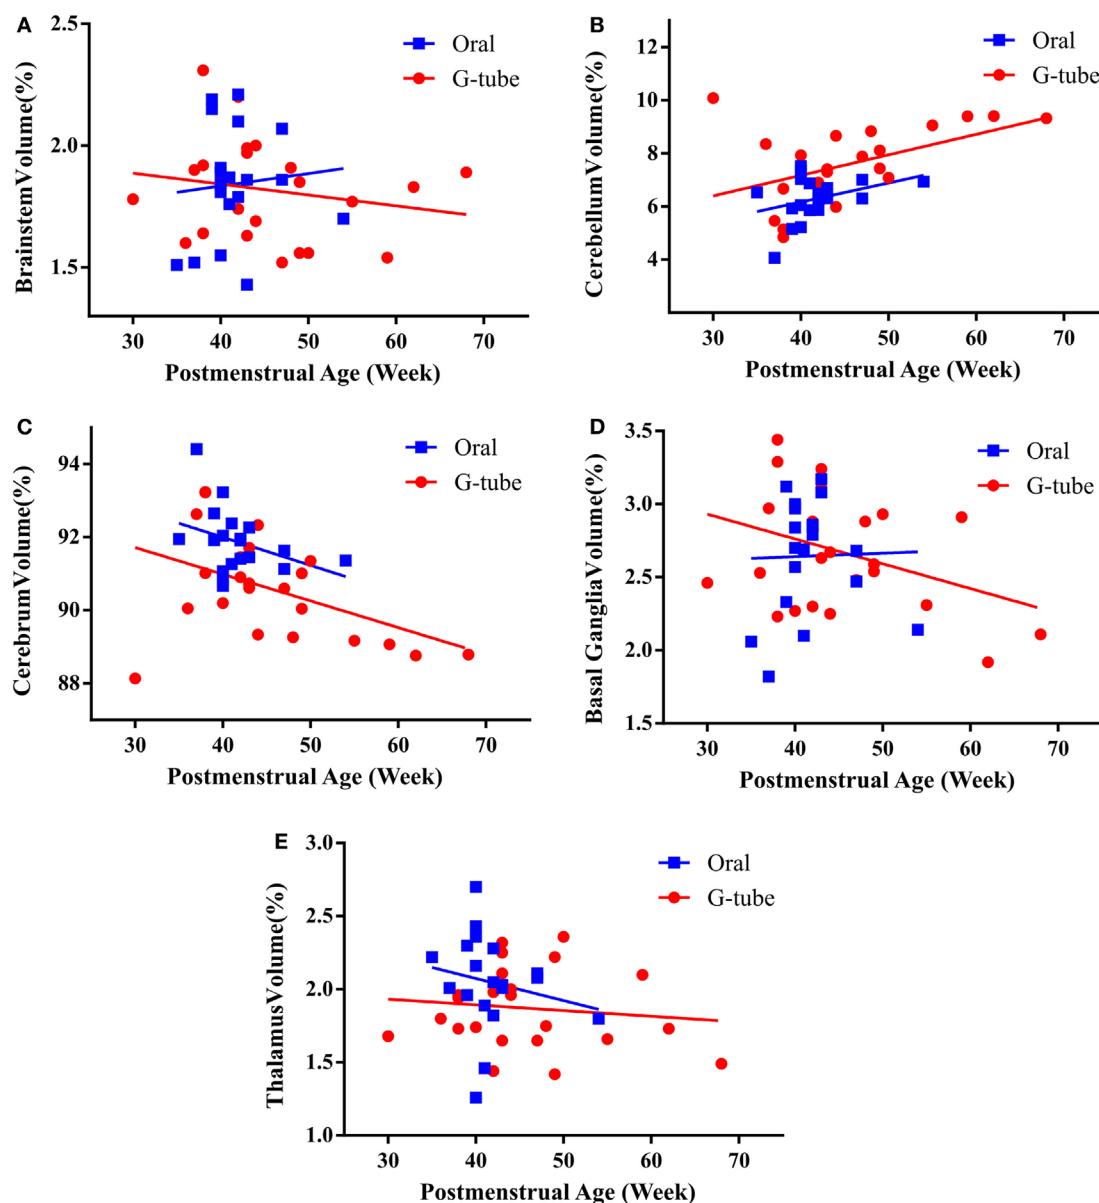 A
BrainstemVolume(%)
2.5
2.0
1.5
Oral
G-tube
30 40 50 60 70
Postmenstrual Age (Week)
B
CerebellumVolume(%)
12
10
8
6
4
Oral
G-tube
30 40 50 60 70
Postmenstrual Age (Week)
C
CerebrumVolume(%)
94
92
90
88
Oral
G-tube
30 40 50 60 70
Postmenstrual Age (Week)
D
Basal GangliaVolume(%)
3.5
3.0
2.5
2.0
1.5
Oral
G-tube
30 40 50 60 70
Postmenstrual Age (Week)
E
ThalamusVolume(%)
3.0
2.5
2.0
1.5
1.0
Oral
G-tube
30 40 50 60 70
Postmenstrual Age (Week)